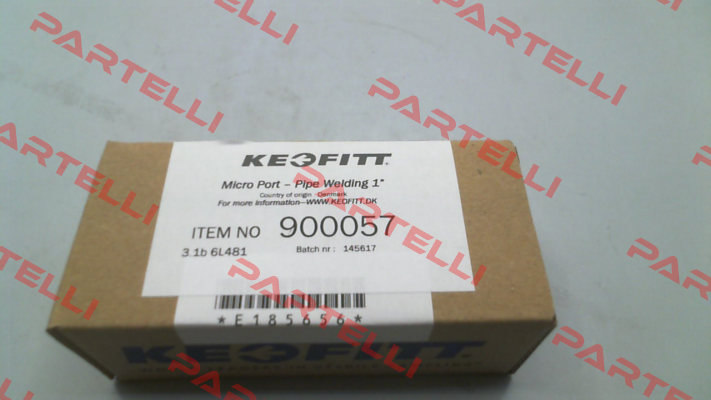 KEOFITT
Micro Port – Pipe Welding 1"
Country of origin Denmark
For more information–WWW.KEOFITT.DK
ITEM NO 900057
3.1b 6L481 Batch nr: 145617
*E185656*
KEOFITT
PARTELLI
PARTELLI
PARTELLI
PARTELLI
PARTELLI
PARTELLI
PARTELLI
PARTELLI